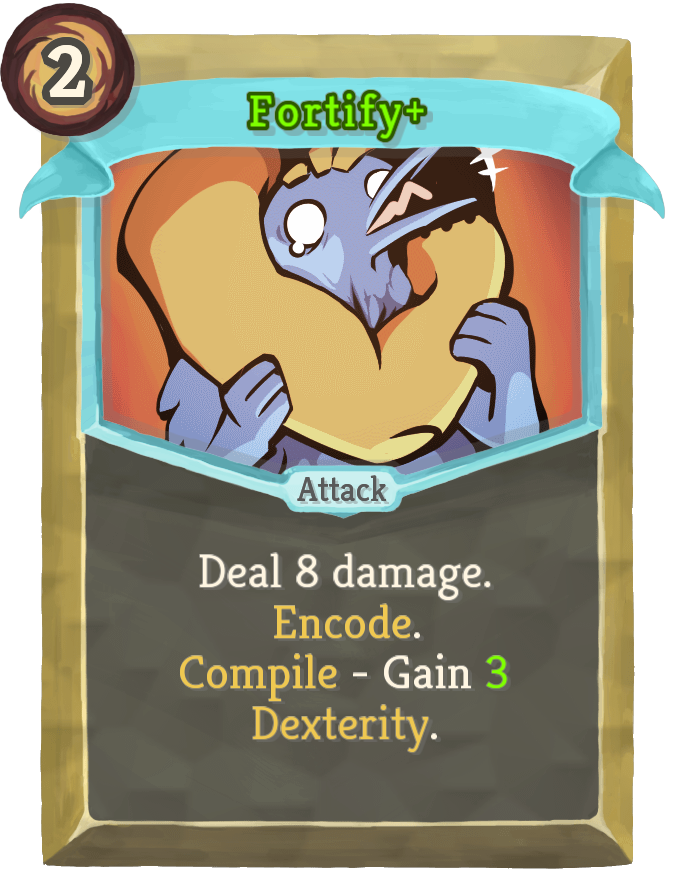 2
Fortify+
Attack
Deal 8 damage.
Encode.
Compile - Gain 3
Dexterity.